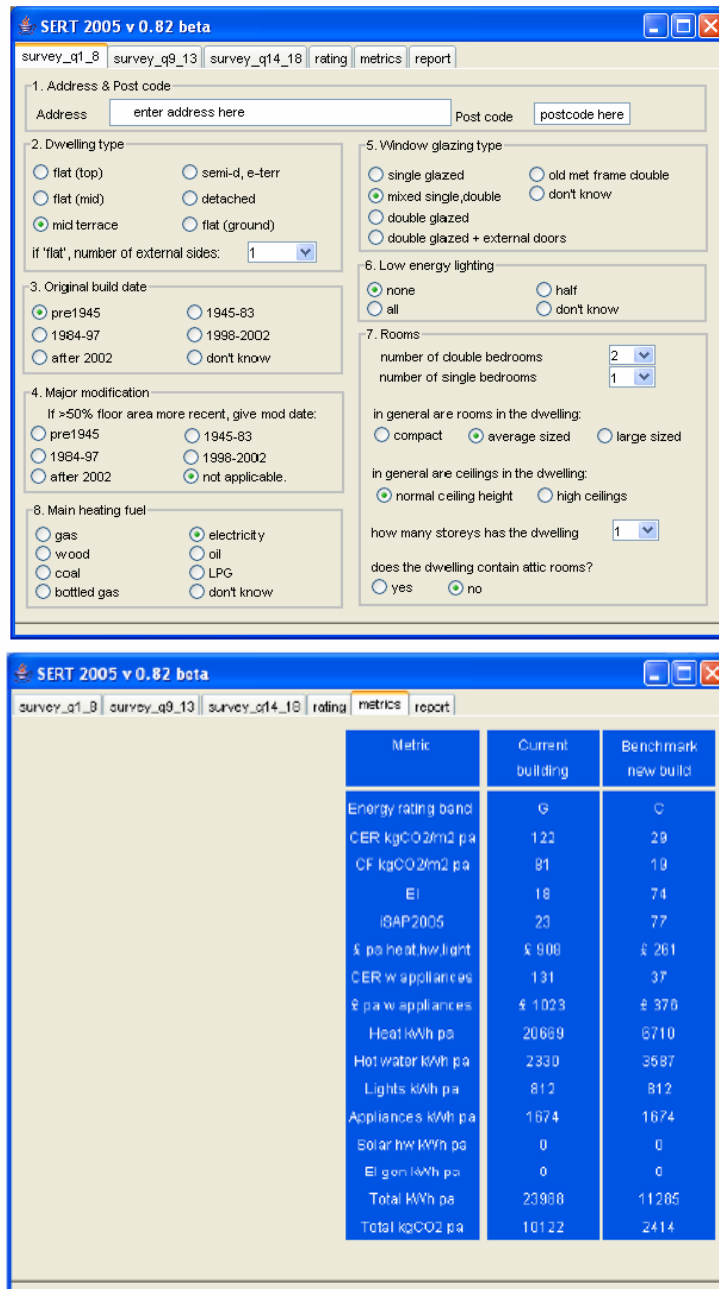 SERT 2005 v 0.82 beta
survey_q1_8 survey_q9_13 survey_q14_18 rating metrics report
1. Address & Post code
Address enter address here Post code postcode here
2. Dwelling type
flat (top) semi-d, e-terr
flat (mid) detached
mid terrace flat (ground)
if 'flat', number of external sides: 1
3. Original build date
pre1945 1945-83
1984-97 1998-2002
after 2002 don't know
4. Major modification
If >50% floor area more recent, give mod date:
pre1945 1945-83
1984-97 1998-2002
after 2002 not applicable.
8. Main heating fuel
gas electricity
wood oil
coal LPG
bottled gas don't know
5. Window glazing type
single glazed old met frame double
mixed single,double don't know
double glazed
double glazed + external doors
6. Low energy lighting
none half
all don't know
7. Rooms
number of double bedrooms 2
number of single bedrooms 1
in general are rooms in the dwelling:
compact average sized large sized
in general are ceilings in the dwelling:
normal ceiling height high ceilings
how many storeys has the dwelling 1
does the dwelling contain attic rooms?
yes no
SERT 2005 v 0.82 beta
survey_q1_8 survey_q9_13 survey_q14_18 rating metrics report
Metric Current building Benchmark new build
Energy rating band G C
CER kgCO2/m2 pa 122 29
CF kgCO2/m2 pa 81 19
EI 18 74
iSAP2005 23 77
£ pa heat,hw,light £ 908 £ 261
CER w appliances 131 37
£ pa w appliances £ 1023 £ 376
Heat kWh pa 20669 6710
Hot water kWh pa 2330 3587
Lights kWh pa 812 812
Appliances kWh pa 1674 1674
Solar hw kWh pa 0 0
El gen kWh pa 0 0
Total kWh pa 23988 11285
Total kgCO2 pa 10122 2414